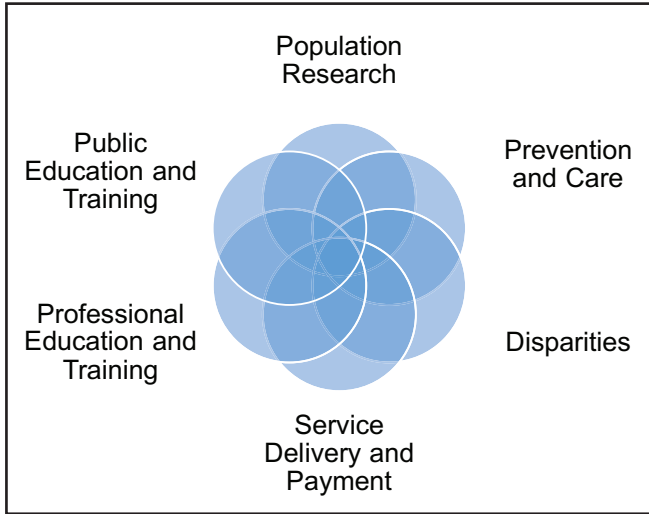 Population
Research
Prevention
and Care
Disparities
Service
Delivery and
Payment
Professional
Education and
Training
Public
Education and
Training